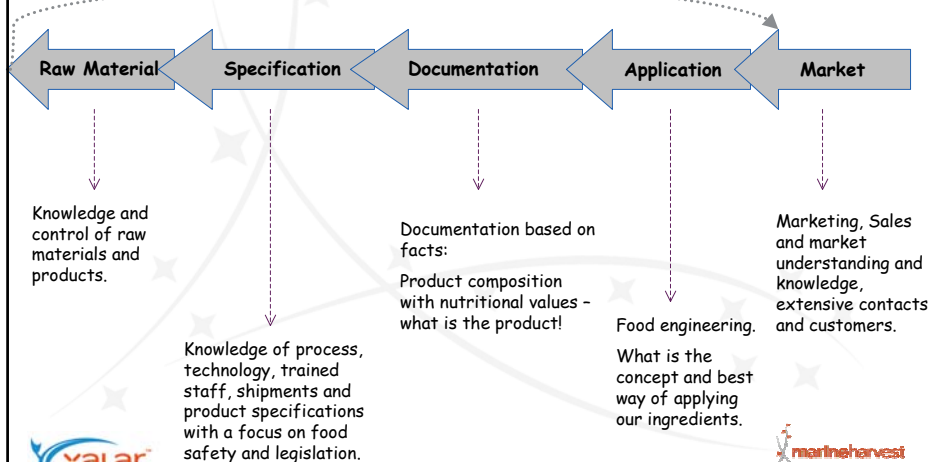 Raw Material
Specification
Documentation
Application
Market
Knowledge and
control of raw
materials and
products.
Knowledge of process,
technology, trained
staff, shipments and
product specifications
with a focus on food
safety and legislation.
Documentation based on
facts:
Product composition
with nutritional values –
what is the product!
Food engineering.
What is the
concept and best
way of applying
our ingredients.
Marketing, Sales
and market
understanding and
knowledge,
extensive contacts
and customers.
marineharvest